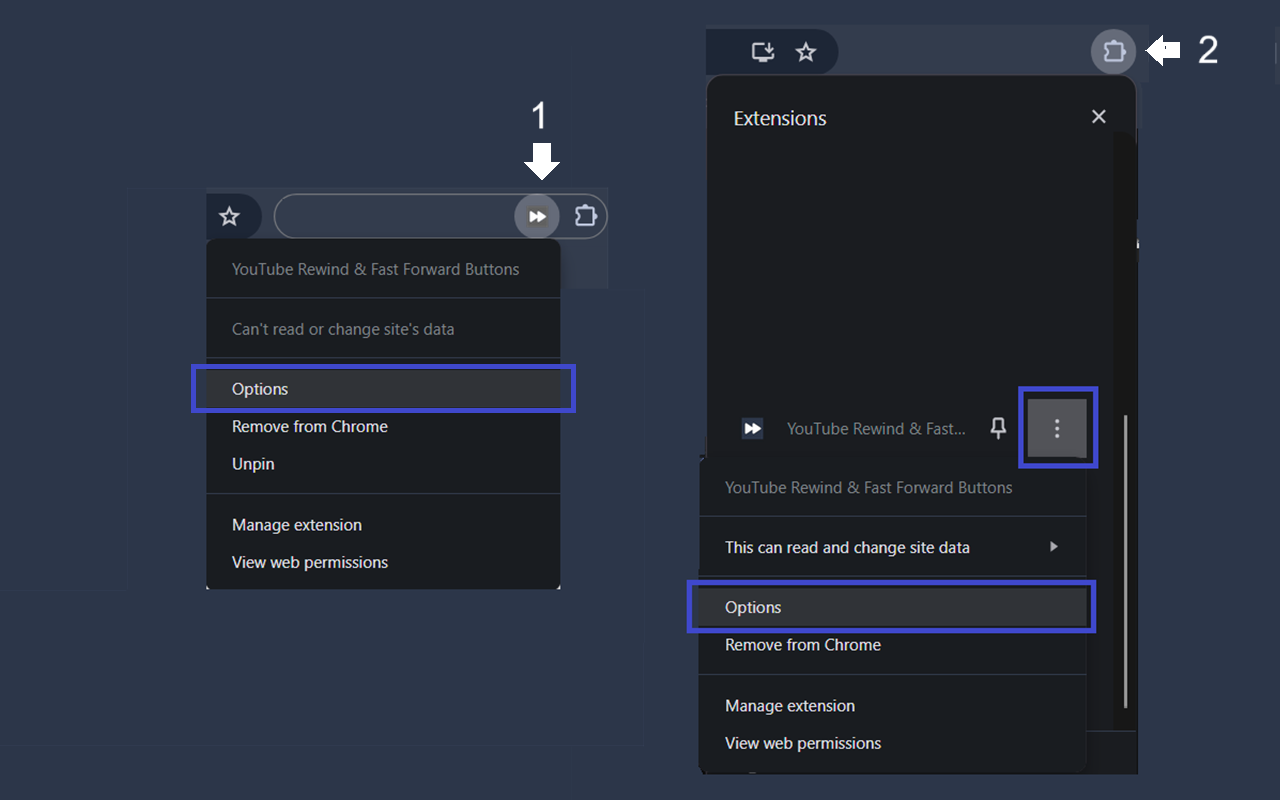 1
YouTube Rewind & Fast Forward Buttons
Can't read or change site's data
Options
Remove from Chrome
Unpin
Manage extension
View web permissions
2
Extensions
YouTube Rewind & Fast...
YouTube Rewind & Fast Forward Buttons
This can read and change site data
Options
Remove from Chrome
Manage extension
View web permissions